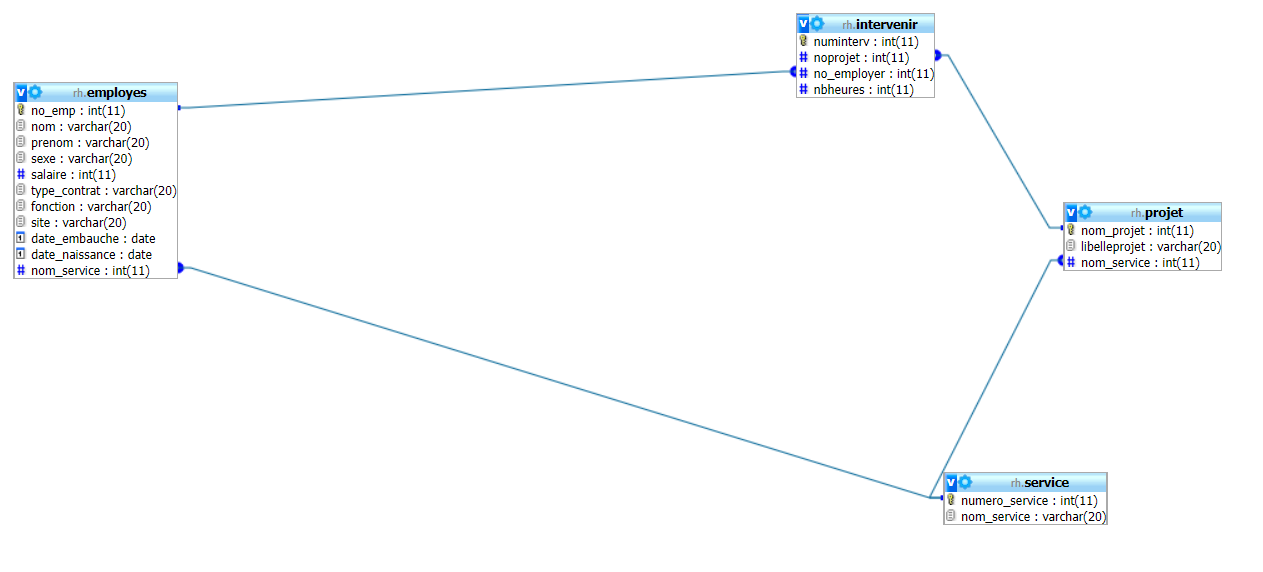 rh.employes
no_emp : int(11)
nom : varchar(20)
prenom : varchar(20)
sexe : varchar(20)
salaire : int(11)
type_contrat : varchar(20)
fonction : varchar(20)
site : varchar(20)
date_embauche : date
date_naissance : date
nom_service : int(11)
rh.intervenir
numinterv : int(11)
noprojet : int(11)
no_employer : int(11)
nbheures : int(11)
rh.projet
nom_projet : int(11)
libelleprojet : varchar(20)
nom_service : int(11)
rh.service
numero_service : int(11)
nom_service : varchar(20)